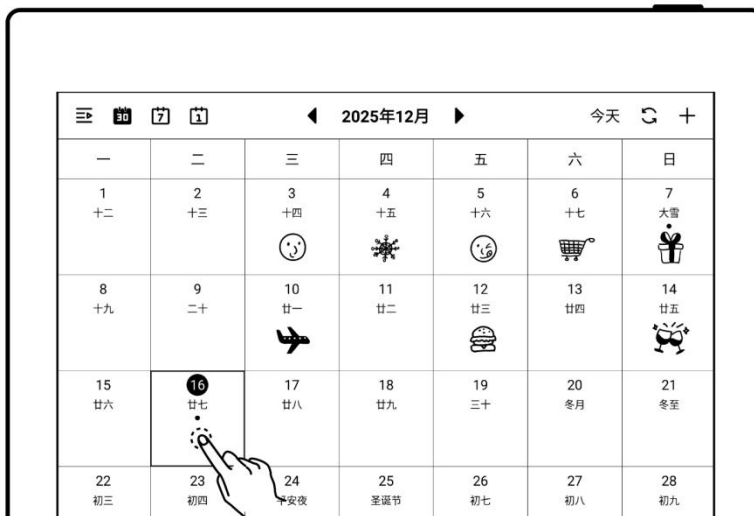 30 7 1 2025年12月 今天
一 二 三 四 五 六 日
1 2 3 4 5 6 7
十二 十三 十四 十五 十六 十七 大雪
8 9 10 11 12 13 14
十九 二十 廿一 廿二 廿三 廿四 廿五
15 16 17 18 19 20 21
廿六 廿七 廿八 廿九 三十 冬月 冬至
22 23 24 25 26 27 28
初三 初四 安夜 圣诞节 初七 初八 初九